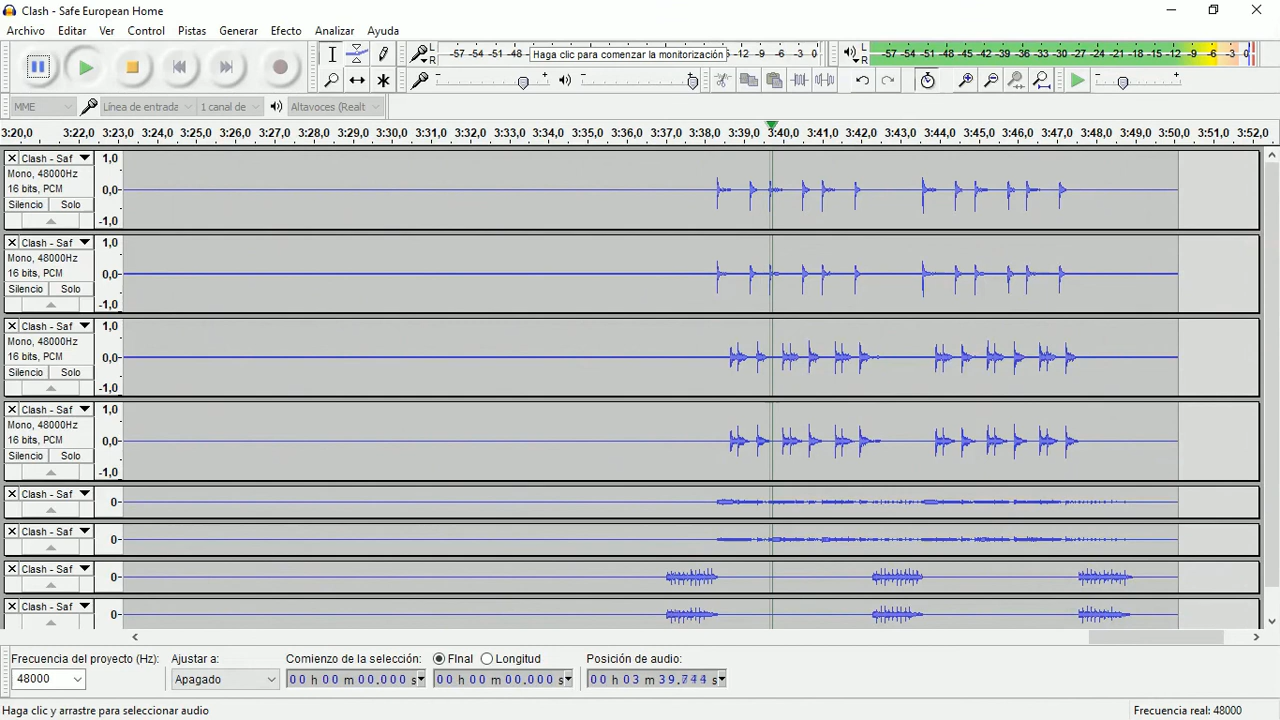 Clash - Safe European Home
Archivo Editar Ver Control Pistas Generar Efecto Analizar Ayuda
L R -57 -54 -51 -48 - Haga clic para comenzar la monitorización -12 -9 -6 -3 0
L R -57 -54 -51 -48 -45 -42 -39 -36 -33 -30 -27 -24 -21 -18 -15 -12 -9 -6 -3 0
- + - + - +
MME Línea de entrada 1 canal de Altavoces (Realt
3:20,0 3:22,0 3:23,0 3:24,0 3:25,0 3:26,0 3:27,0 3:28,0 3:29,0 3:30,0 3:31,0 3:32,0 3:33,0 3:34,0 3:35,0 3:36,0 3:37,0 3:38,0 3:39,0 3:40,0 3:41,0 3:42,0 3:43,0 3:44,0 3:45,0 3:46,0 3:47,0 3:48,0 3:49,0 3:50,0 3:51,0 3:52,0
Clash - Saf 1,0
Mono, 48000Hz
16 bits, PCM 0,0
Silencio Solo
-1,0
Clash - Saf 1,0
Mono, 48000Hz
16 bits, PCM 0,0
Silencio Solo
-1,0
Clash - Saf 1,0
Mono, 48000Hz
16 bits, PCM 0,0
Silencio Solo
-1,0
Clash - Saf 1,0
Mono, 48000Hz
16 bits, PCM 0,0
Silencio Solo
-1,0
Clash - Saf 0
Clash - Saf 0
Clash - Saf 0
Clash - Saf 0
Frecuencia del proyecto (Hz): Ajustar a: Comienzo de la selección: FInal Longitud Posición de audio:
48000 Apagado 00 h 00 m 00.000 s 00 h 00 m 00.000 s 00 h 03 m 39.744 s
Haga clic y arrastre para seleccionar audio Frecuencia real: 48000